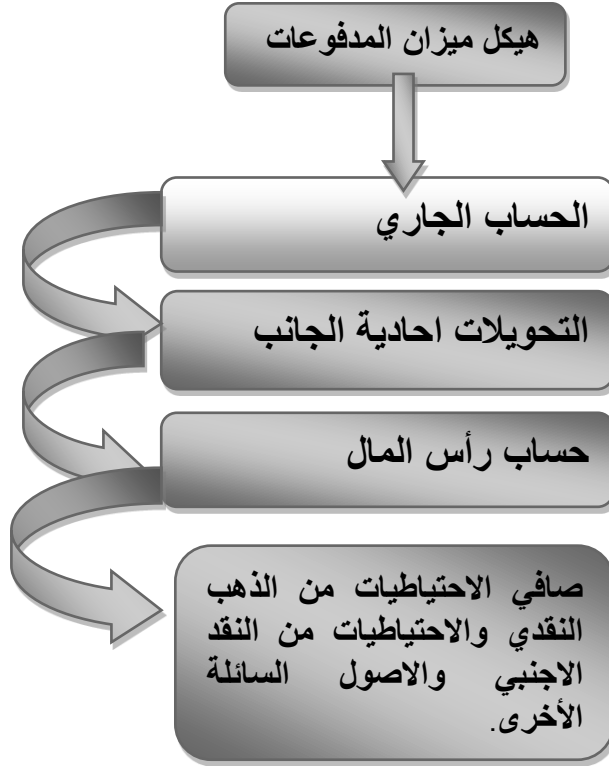 هيكل ميزان المدفوعات
الحساب الجاري
التحويلات احادية الجانب
حساب رأس المال
صافي الاحتياطيات من الذهب
النقدي والاحتياطيات من النقد
الاجنبي والاصول السائلة
الأخرى.